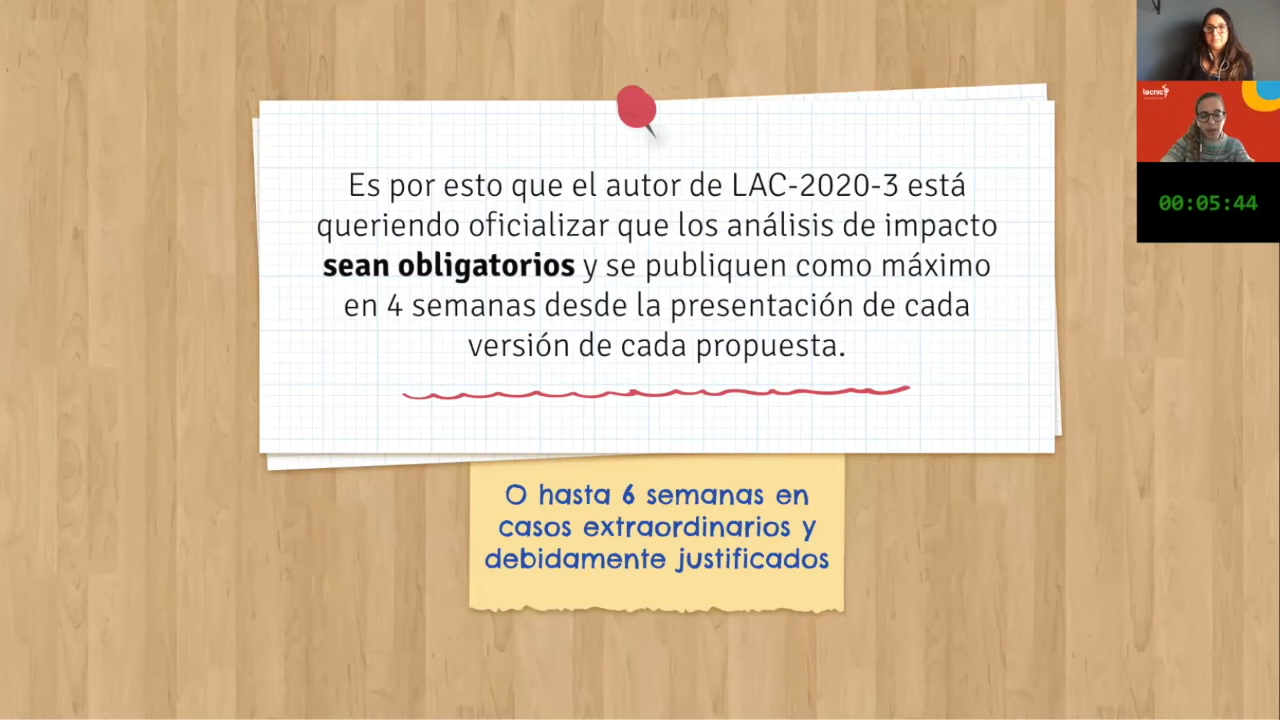 Es por esto que el autor de LAC-2020-3 está
queriendo oficializar que los análisis de impacto
sean obligatorios y se publiquen como máximo
en 4 semanas desde la presentación de cada
versión de cada propuesta.
O hasta 6 semanas en
casos extraordinarios y
debidamente justificados
lacnic
00:05:44